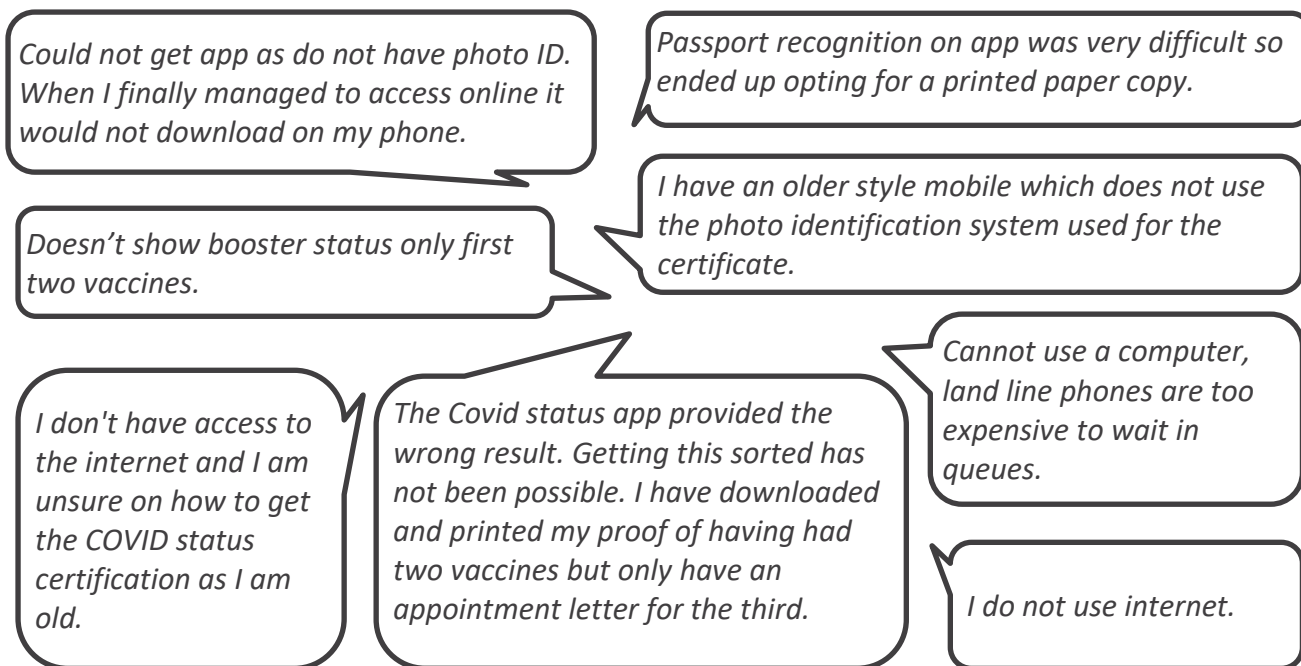 Could not get app as do not have photo ID.
When I finally managed to access online it
would not download on my phone.
Passport recognition on app was very difficult so
ended up opting for a printed paper copy.
I have an older style mobile which does not use
the photo identification system used for the
certificate.
Doesn’t show booster status only first
two vaccines.
Cannot use a computer,
land line phones are too
expensive to wait in
queues.
I don't have access to
the internet and I am
unsure on how to get
the COVID status
certification as I am
old.
The Covid status app provided the
wrong result. Getting this sorted has
not been possible. I have downloaded
and printed my proof of having had
two vaccines but only have an
appointment letter for the third.
I do not use internet.